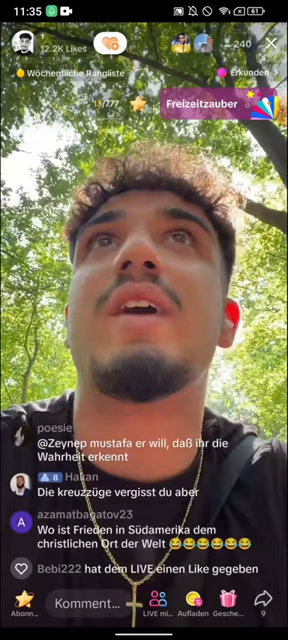 11:35
61
12.2K Likes
6
240
Wöchentliche Rangliste
Erkunden >
13/777
Freizeitzauber
poesie
@Zeynep mustafa er will, daß ihr die
Wahrheit erkennt
8 Hakan
Die kreuzzüge vergisst du aber
A
azamatbagatov23
Wo ist Frieden in Südamerika dem
christlichen Ort der Welt 😂😂😂😂😂😂
Bebi222 hat dem LIVE einen Like gegeben
Abonn...
Komment...
LIVE mi...
Aufladen
Gesche...
9